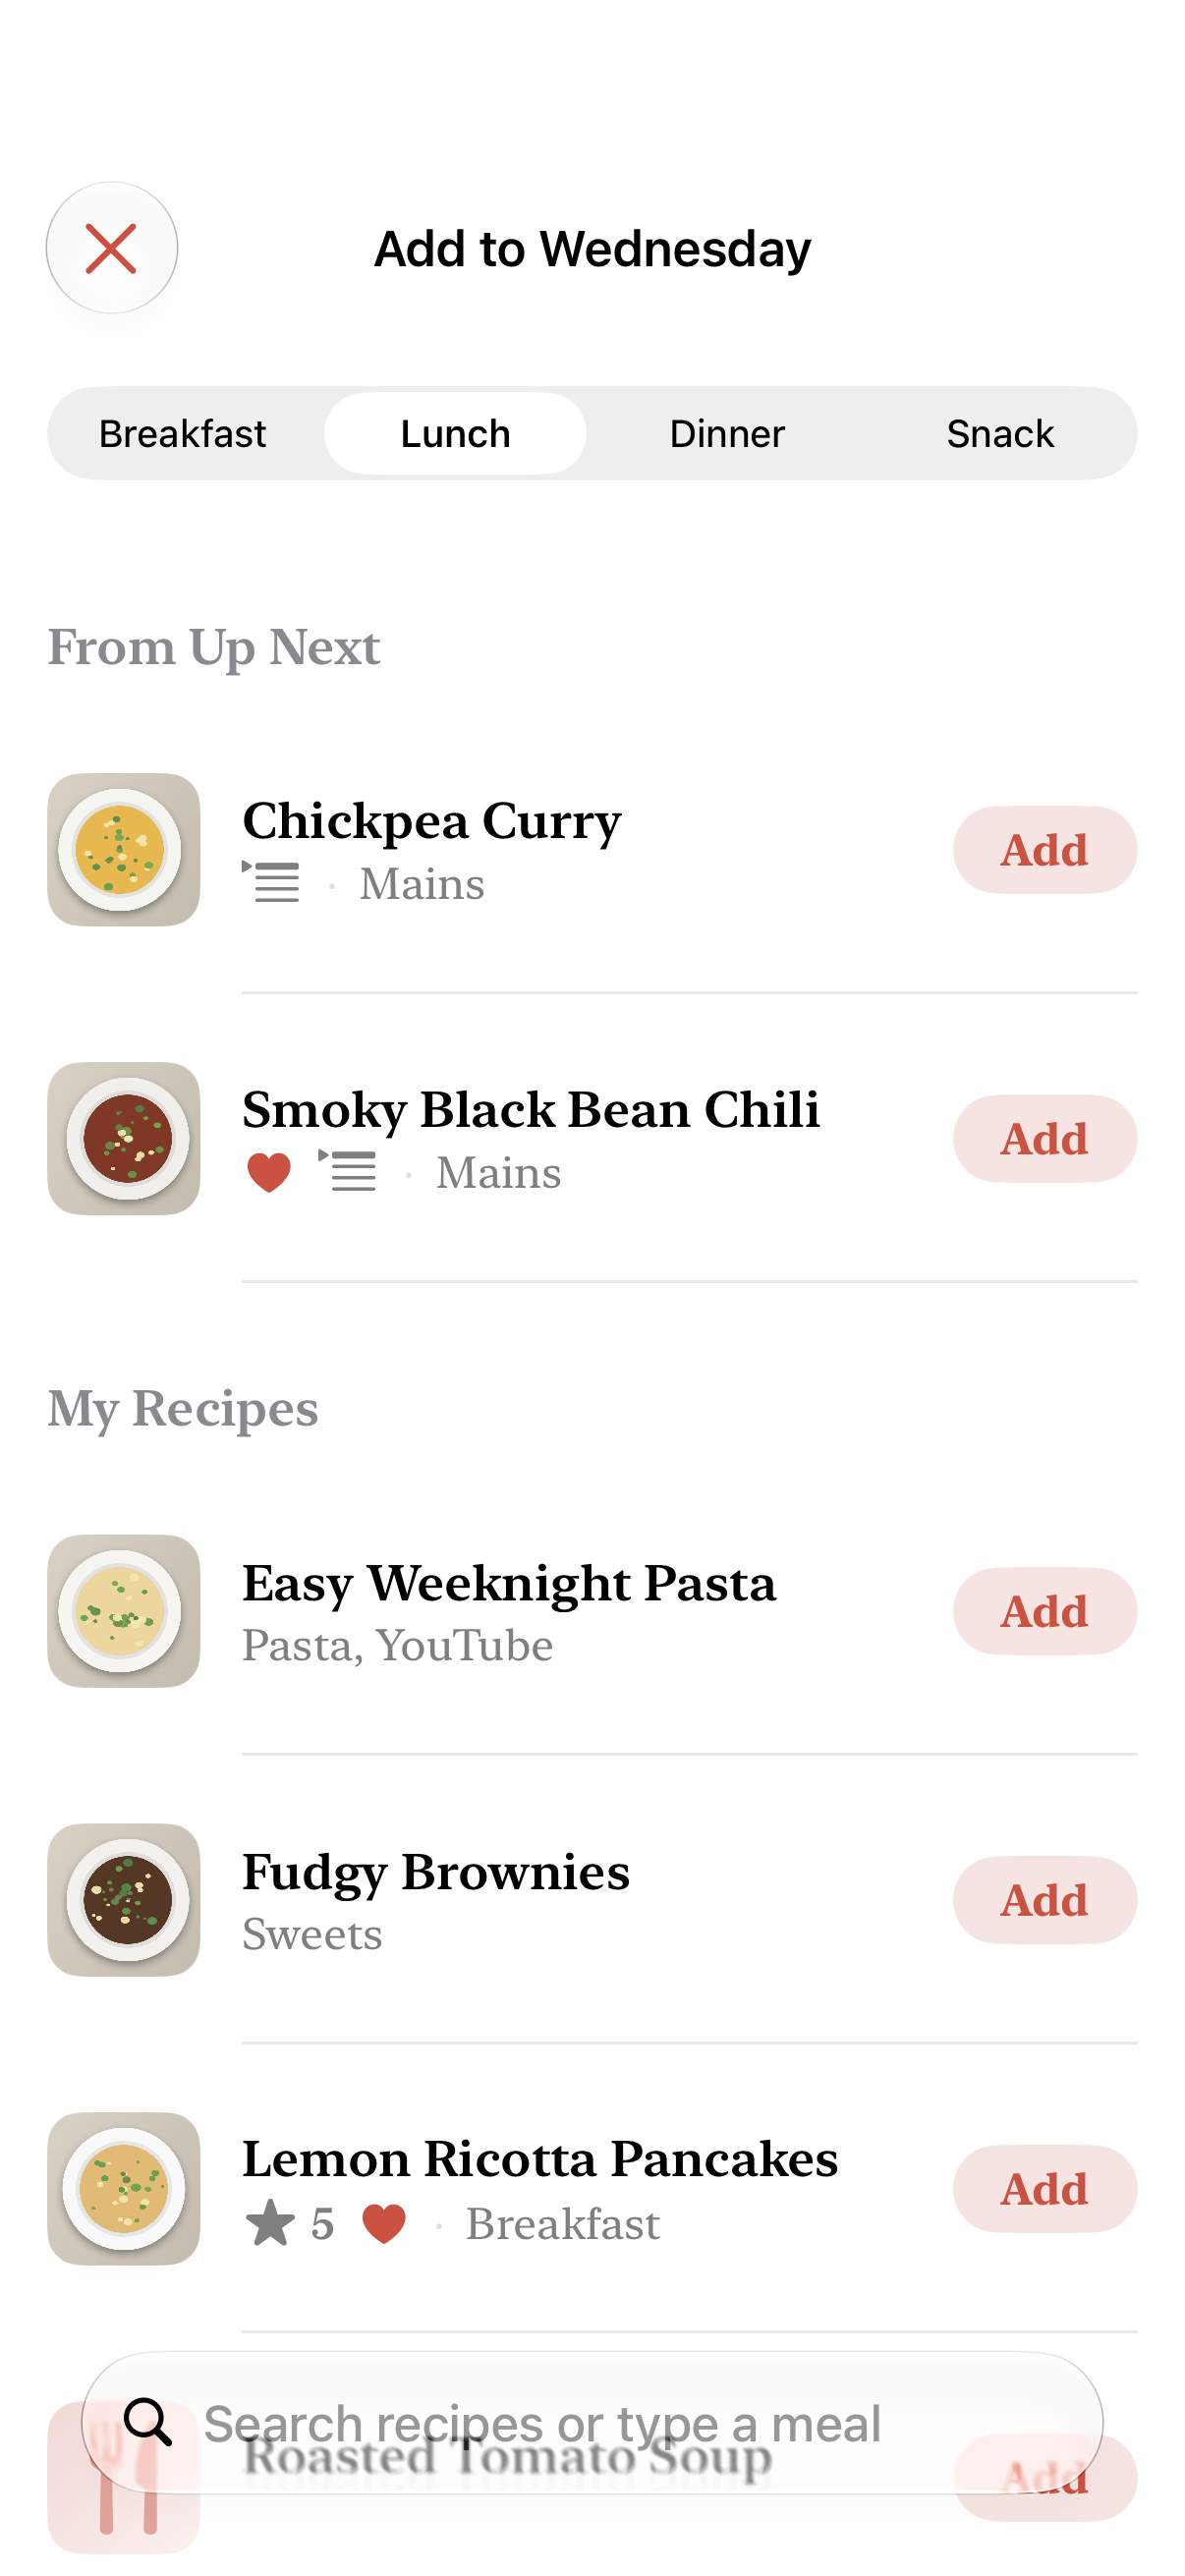 Add to Wednesday
Breakfast Lunch Dinner Snack
From Up Next
Chickpea Curry
· Mains
Add
Smoky Black Bean Chili
· Mains
Add
My Recipes
Easy Weeknight Pasta
Pasta, YouTube
Add
Fudgy Brownies
Sweets
Add
Lemon Ricotta Pancakes
5 · Breakfast
Add
Search recipes or type a meal
Roasted Tomato Soup
Add